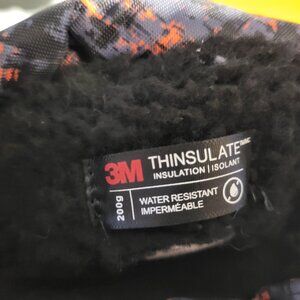 3M THINSULATE
INSULATION | ISOLANT
200g
WATER RESISTANT
IMPERMÉABLE